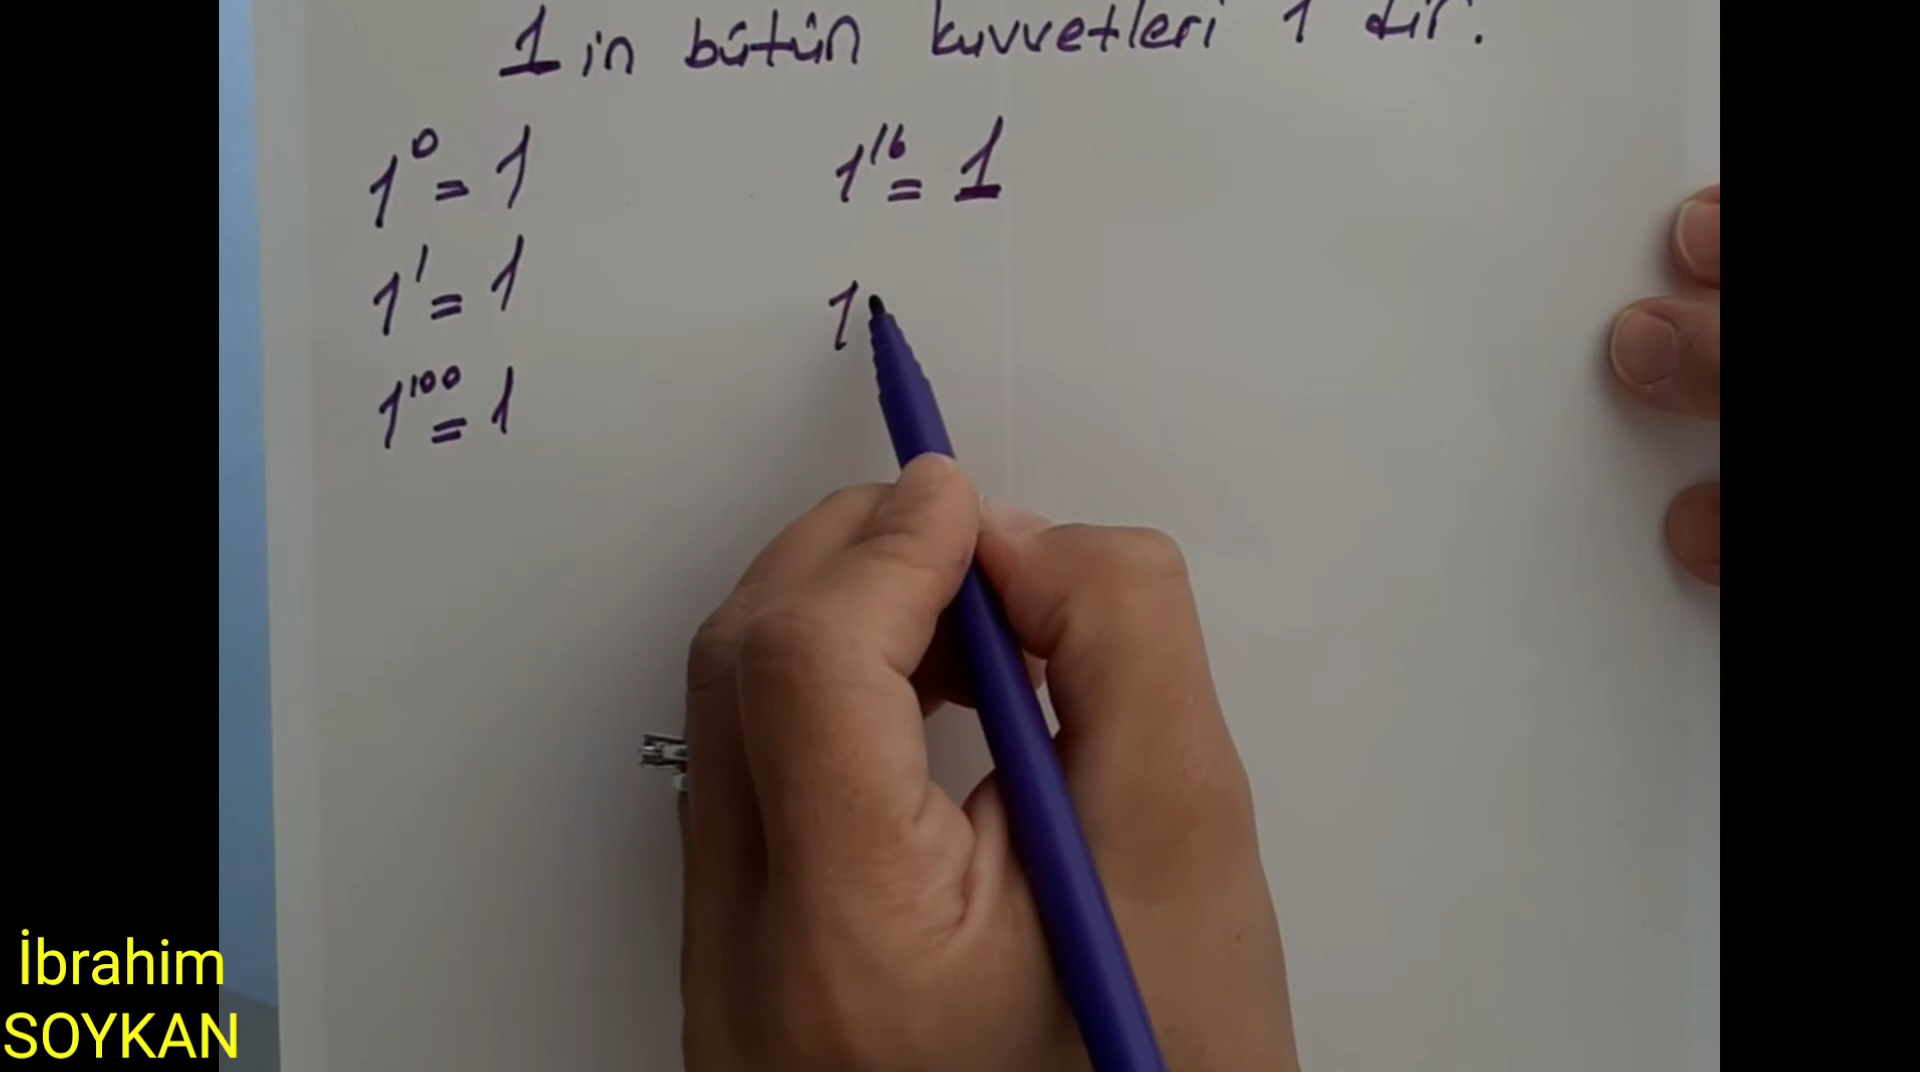 1 in bütün kuvvetleri 1 dir.
1⁰ = 1
1¹ = 1
1¹⁰⁰ = 1
1¹⁶ = 1
1
İbrahim
SOYKAN